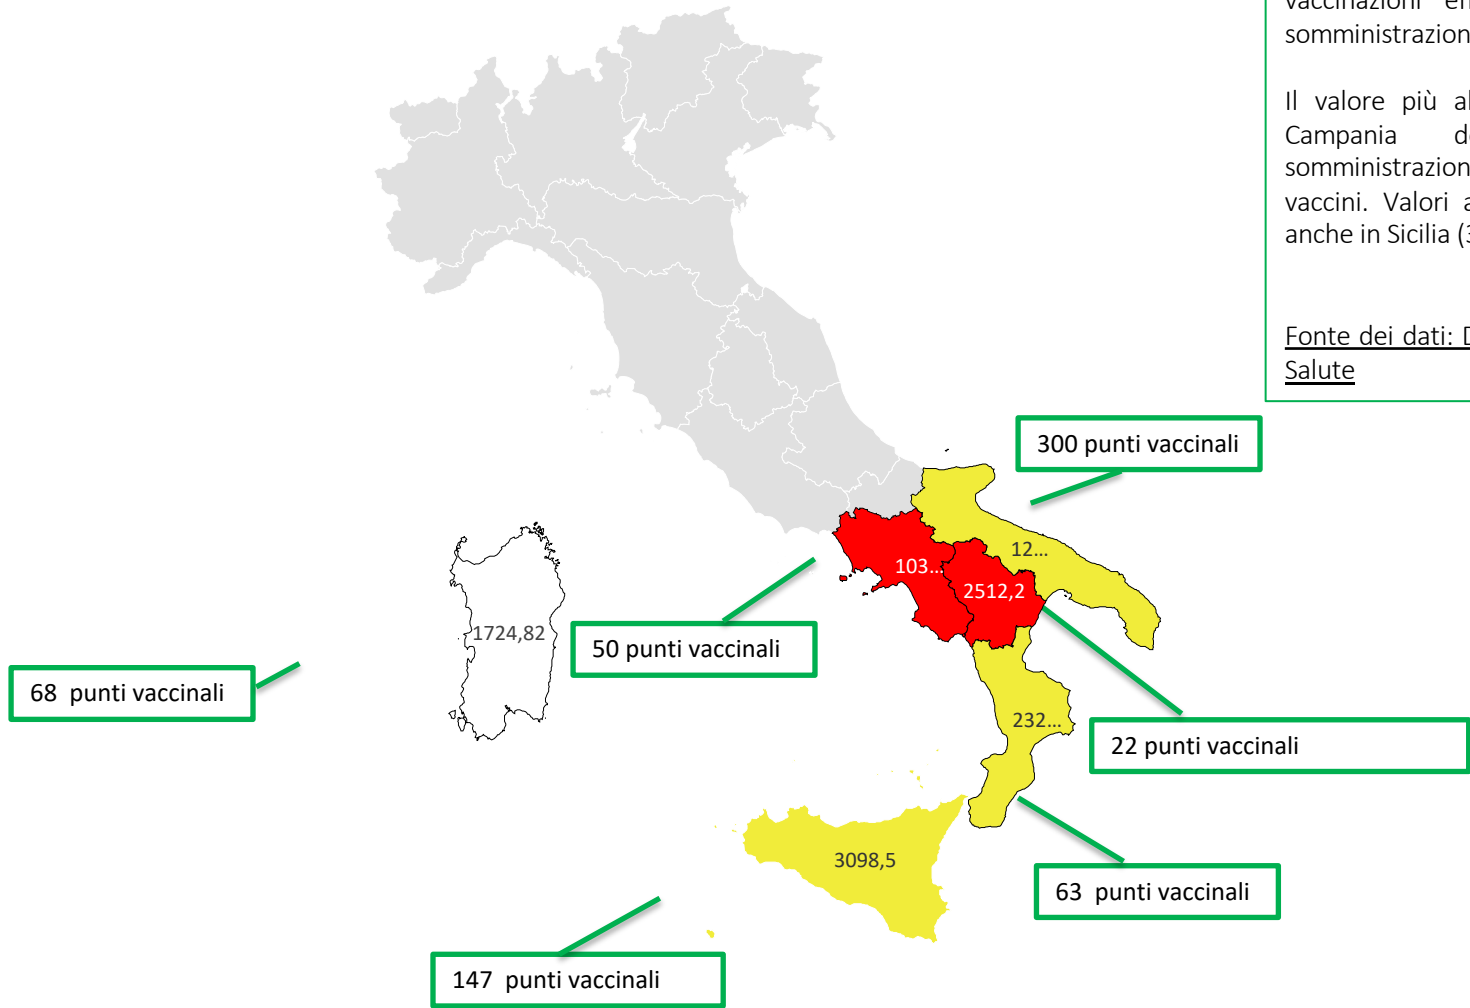 vaccinazioni
somministrazion
Il valore più al
Campania d
somministrazion
vaccini. Valori a
anche in Sicilia (3
Fonte dei dati: D
Salute
300 punti vaccinali
12...
103...
2512,2
1724,82
50 punti vaccinali
68 punti vaccinali
232...
22 punti vaccinali
3098,5
63 punti vaccinali
147 punti vaccinali